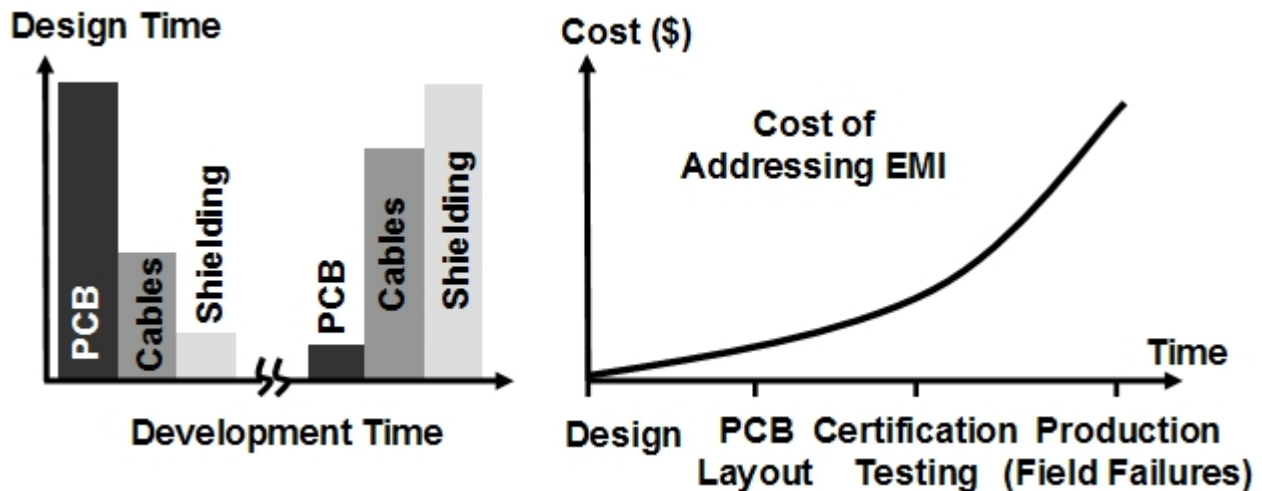 Design Time
PCB
Cables
Shielding
PCB
Cables
Shielding
Development Time
Cost ($)
Cost of
Addressing EMI
Time
Design
PCB
Layout
Certification
Testing
Production
(Field Failures)